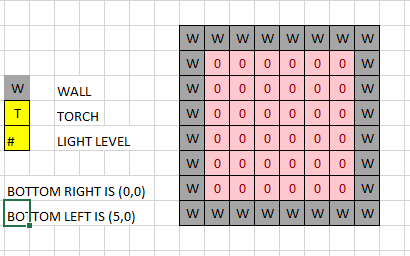 W W W W W W W W
W 0 0 0 0 0 0 W
W WALL W 0 0 0 0 0 0 W
T TORCH W 0 0 0 0 0 0 W
# LIGHT LEVEL W 0 0 0 0 0 0 W
W 0 0 0 0 0 0 W
BOTTOM RIGHT IS (0,0) W 0 0 0 0 0 0 W
BOTTOM LEFT IS (5,0) W W W W W W W W